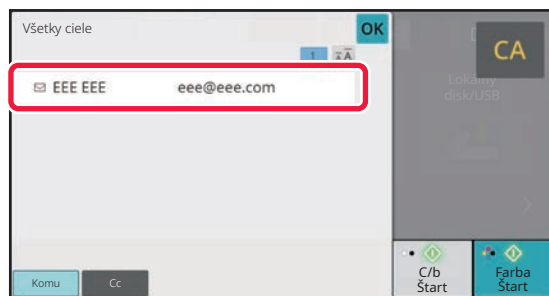 Všetky ciele
OK
1
CA
EEE EEE eee@eee.com
Lokálny
disk/USB
Komu
Cc
C/b
Štart
Farba
Štart